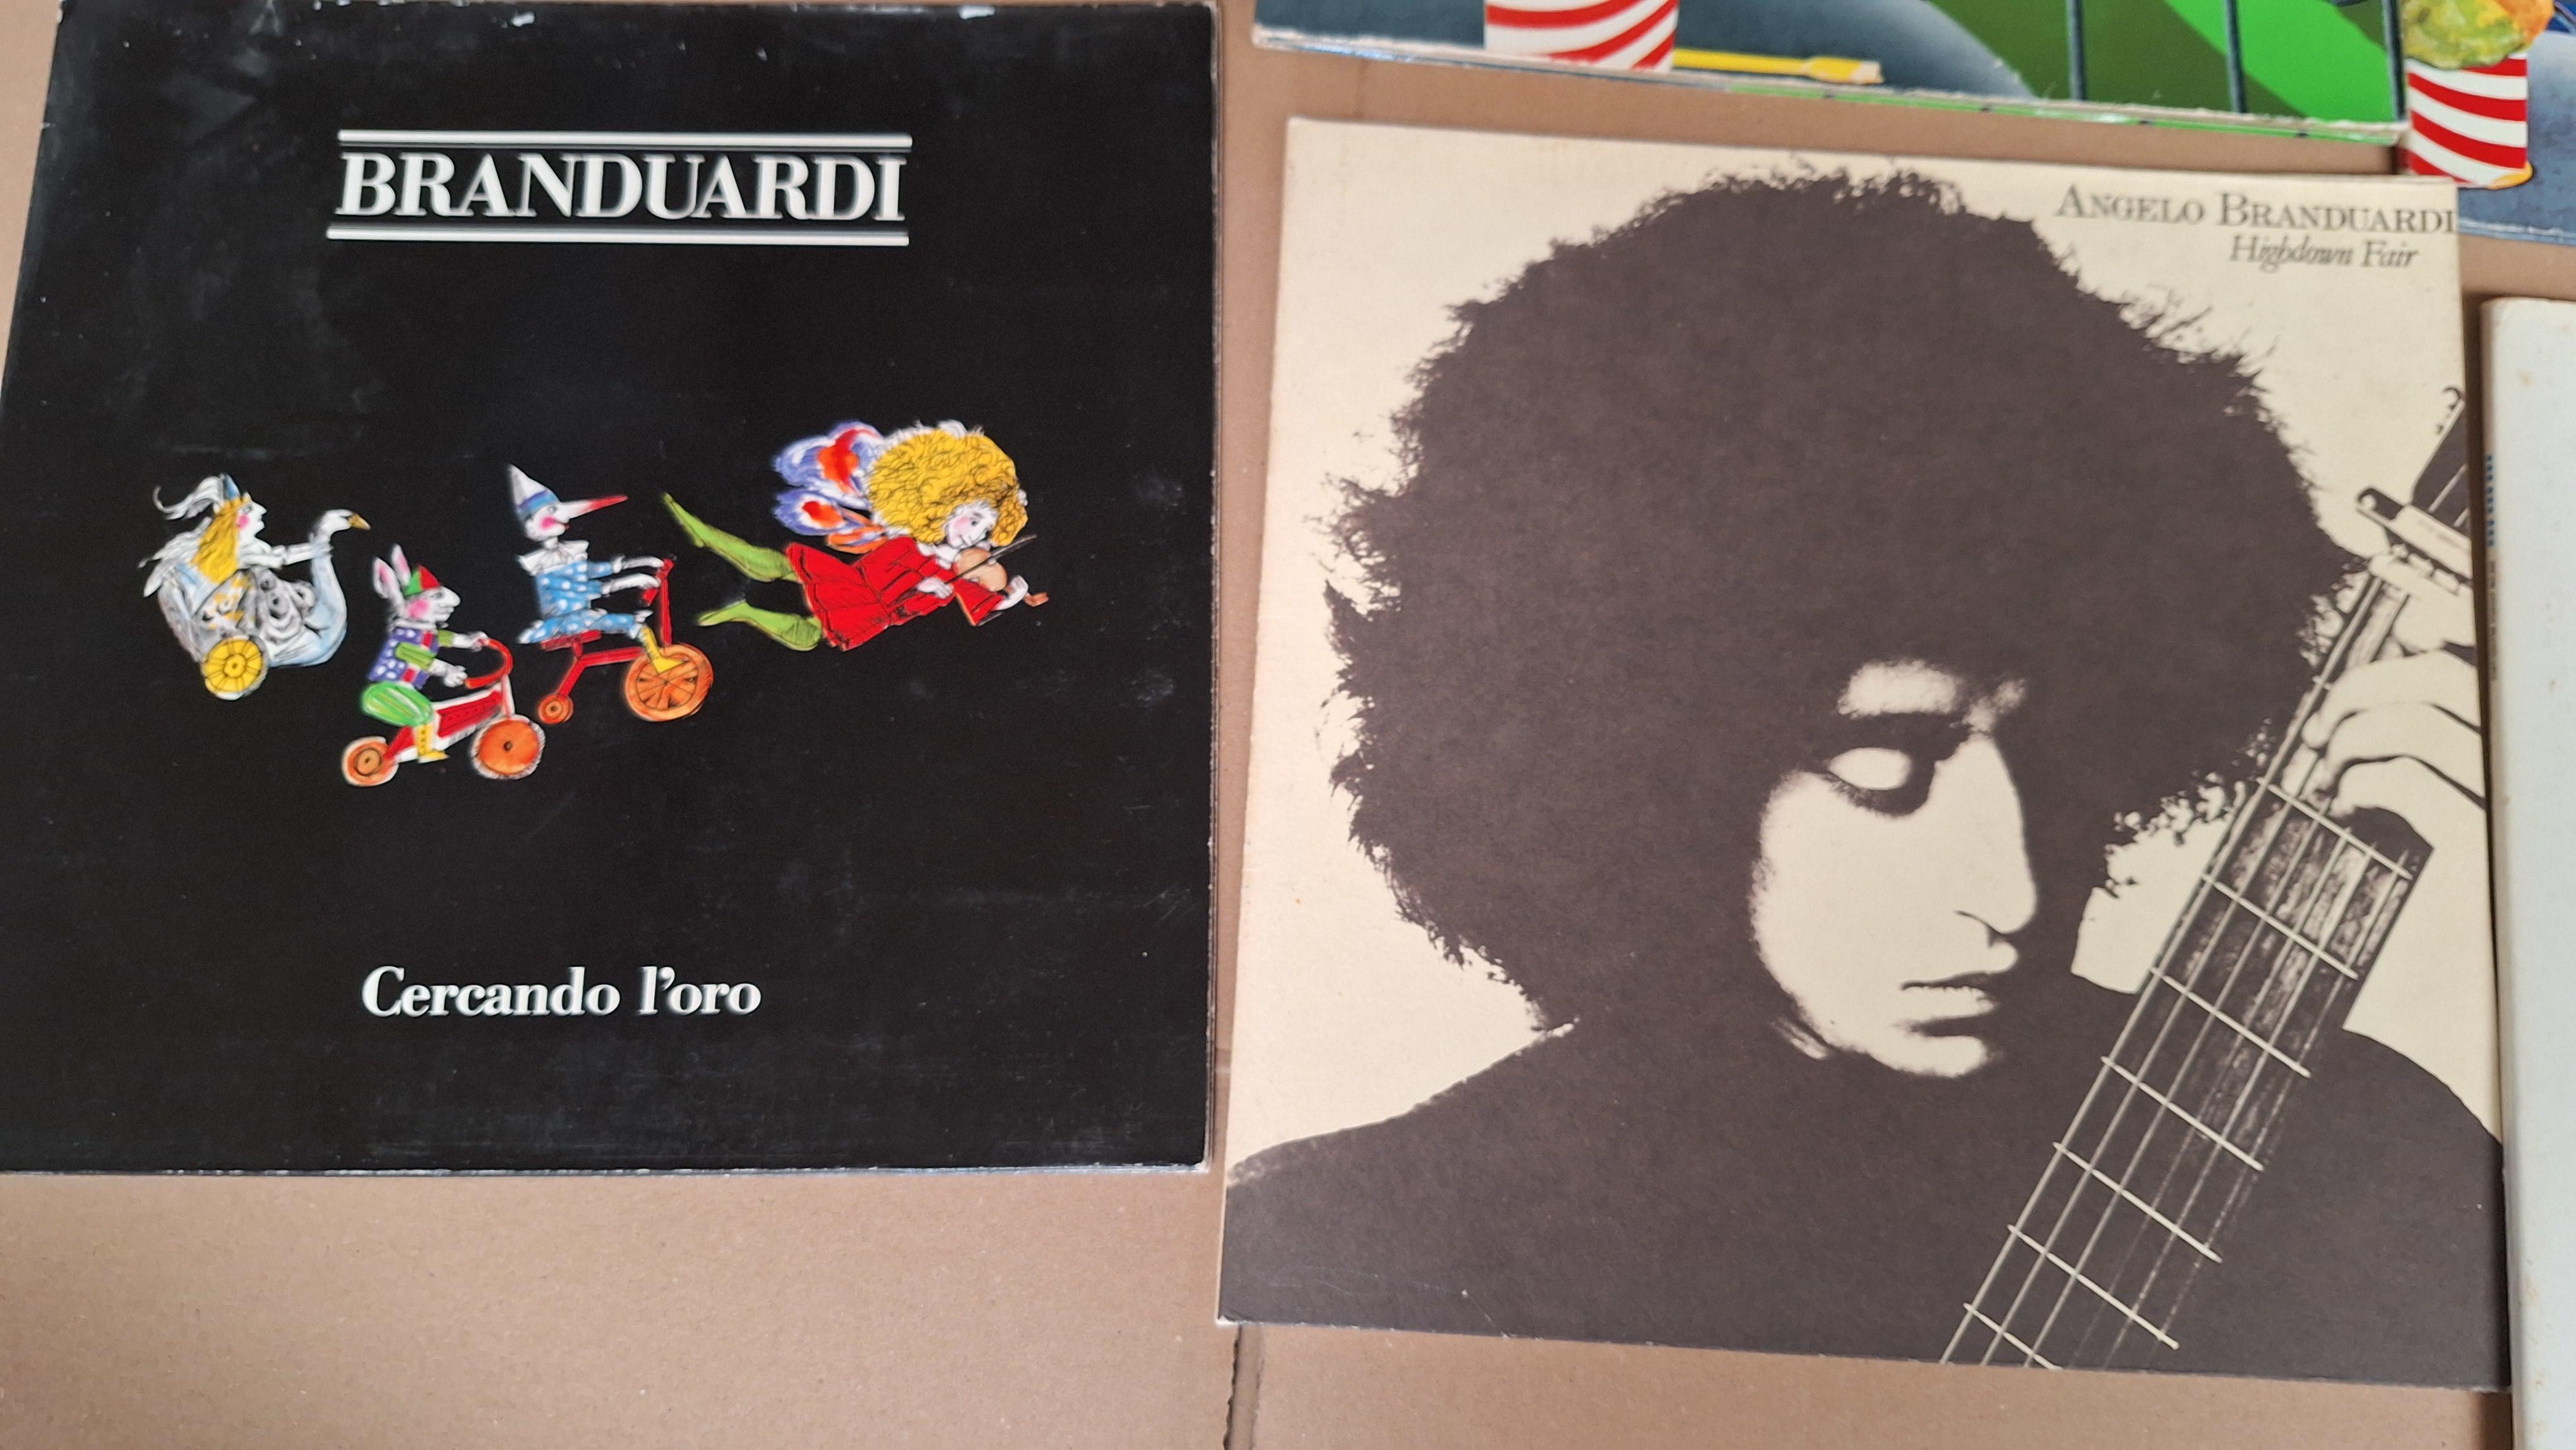 BRANDUARDI
Cercando l'oro
ANGELO BRANDUARDI
Highdown Fair